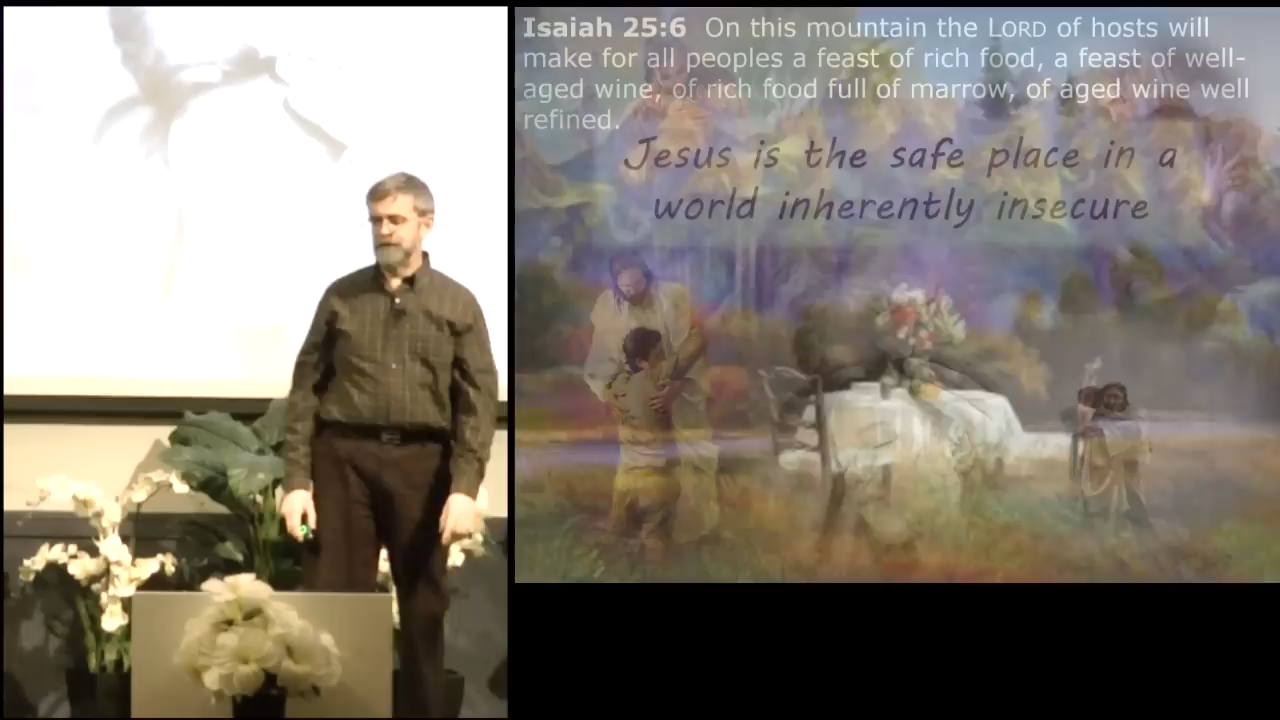 Isaiah 25:6 On this mountain the LORD of hosts will
make for all peoples a feast of rich food, a feast of well-
aged wine, of rich food full of marrow, of aged wine well
refined.
Jesus is the safe place in a
world inherently insecure